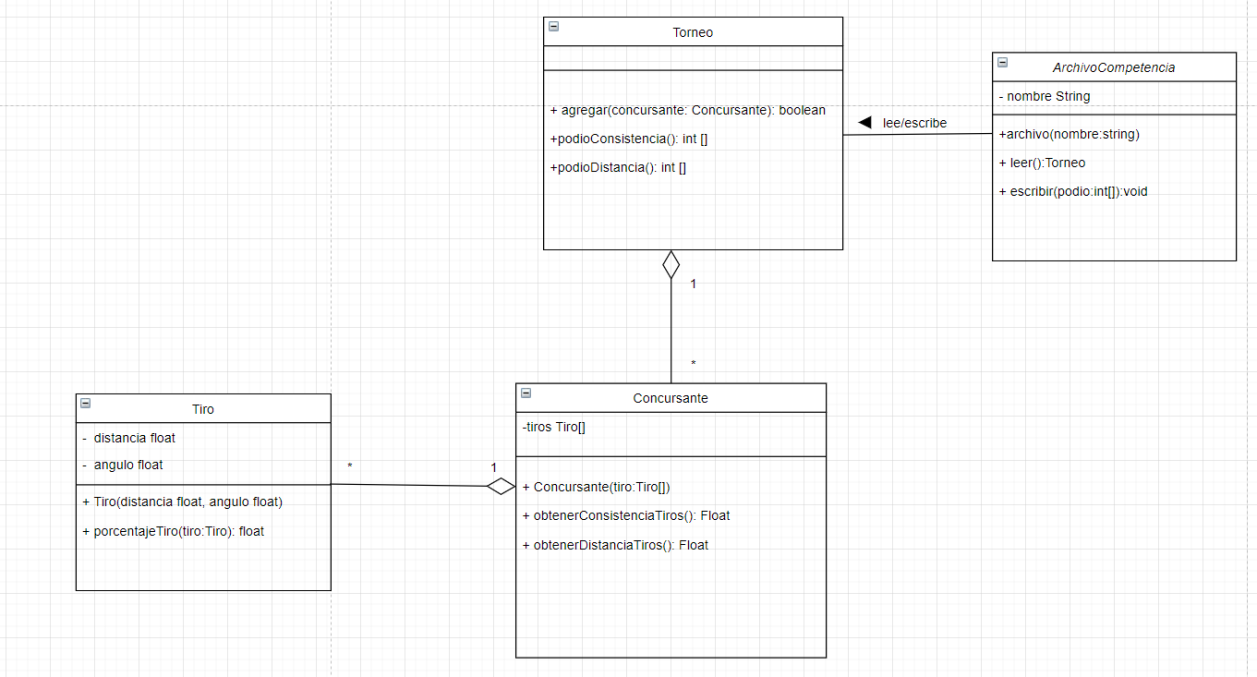 Torneo
+ agregar(concursante: Concursante): boolean
+podioConsistencia(): int []
+podioDistancia(): int []
ArchivoCompetencia
- nombre String
+archivo(nombre:string)
+ leer():Torneo
+ escribir(podio:int[]):void
lee/escribe
1
*
Tiro
- distancia float
- angulo float
+ Tiro(distancia float, angulo float)
+ porcentajeTiro(tiro:Tiro): float
*
1
Concursante
-tiros Tiro[]
+ Concursante(tiro:Tiro[])
+ obtenerConsistenciaTiros(): Float
+ obtenerDistanciaTiros(): Float